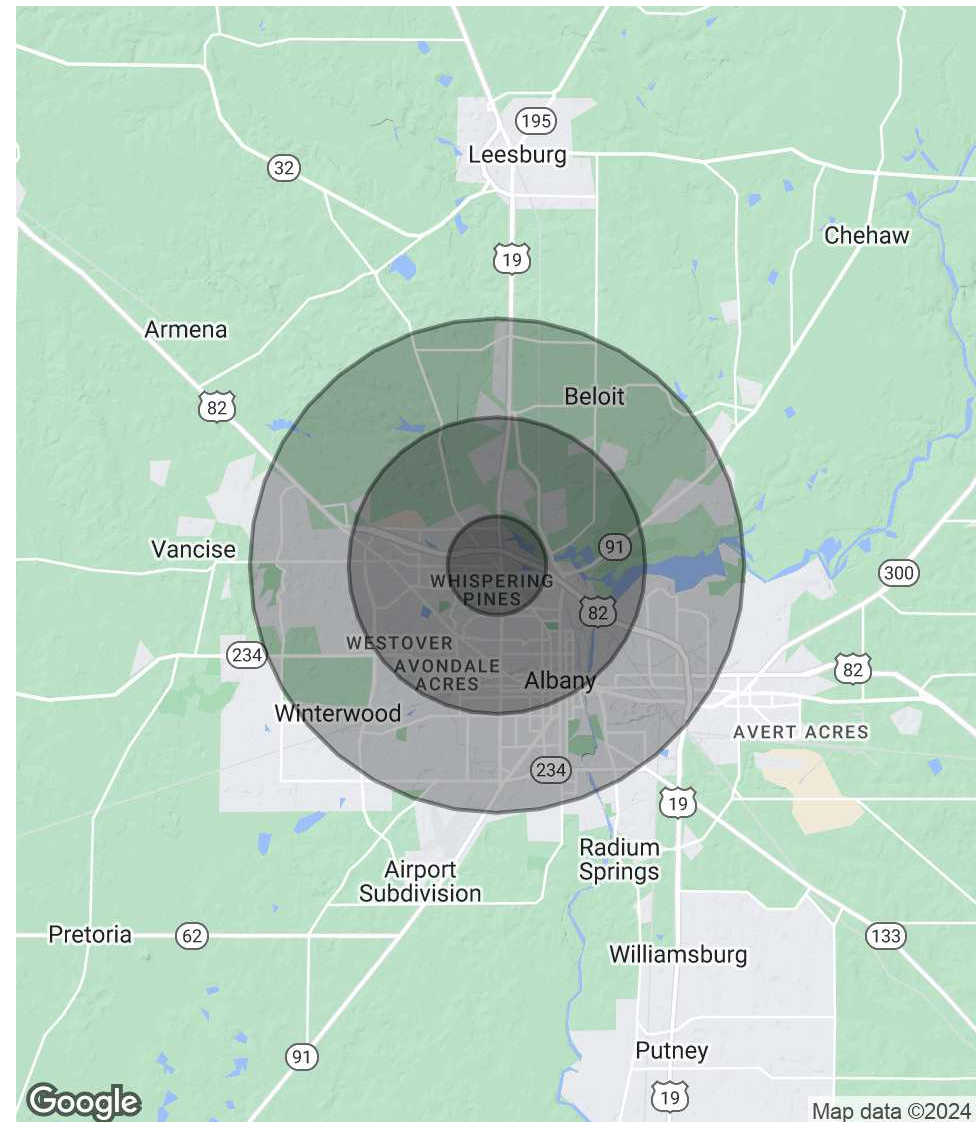 195
Leesburg
32
Chehaw
19
Armena
Beloit
82
91
Vancise
300
WHISPERING
PINES
82
WESTOVER
234
AVONDALE
ACRES
Albany
82
Winterwood
AVERT ACRES
234
19
Radium
Springs
Airport
Subdivision
Pretoria
62
133
Williamsburg
91
Putney
19
Google
Map data ©2024